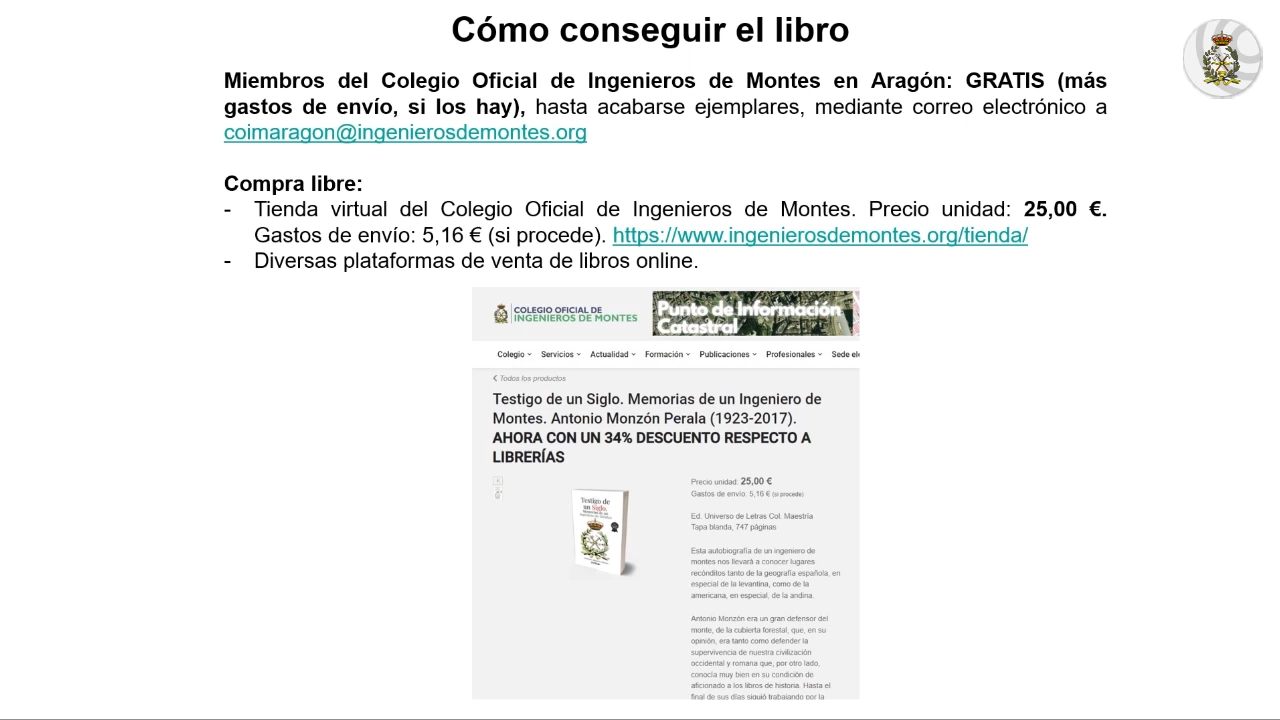 Cómo conseguir el libro
Miembros del Colegio Oficial de Ingenieros de Montes en Aragón: GRATIS (más
gastos de envío, si los hay), hasta acabarse ejemplares, mediante correo electrónico a
coimaragon@ingenierosdemontes.org
Compra libre:
- Tienda virtual del Colegio Oficial de Ingenieros de Montes. Precio unidad: 25,00 €.
Gastos de envío: 5,16 € (si procede). https://www.ingenierosdemontes.org/tienda/
- Diversas plataformas de venta de libros online.
COLEGIO OFICIAL DE
INGENIEROS DE MONTES
Punto de Información
Catastral
Colegio Servicios Actualidad Formación Publicaciones Profesionales Sede el
Todos los productos
Testigo de un Siglo. Memorias de un Ingeniero de
Montes. Antonio Monzón Perala (1923-2017).
AHORA CON UN 34% DESCUENTO RESPECTO A
LIBRERÍAS
Testigo de
un Siglo.
Precio unidad: 25,00 €
Gastos de envío: 5,16 € (si procede)
Ed. Universo de Letras Col. Maestría
Tapa blanda, 747 páginas
Esta autobiografía de un ingeniero de
montes nos llevará a conocer lugares
recónditos tanto de la geografía española, en
especial de la levantina, como de la
americana, en especial, de la andina.
Antonio Monzón era un gran defensor del
monte, de la cubierta forestal, que, en su
opinión, era tanto como defender la
supervivencia de nuestra civilización
occidental y romana que, por otro lado,
conocía muy bien en su condición de
aficionado a los libros de historia. Hasta el
final de sus días siguió trabajando por la